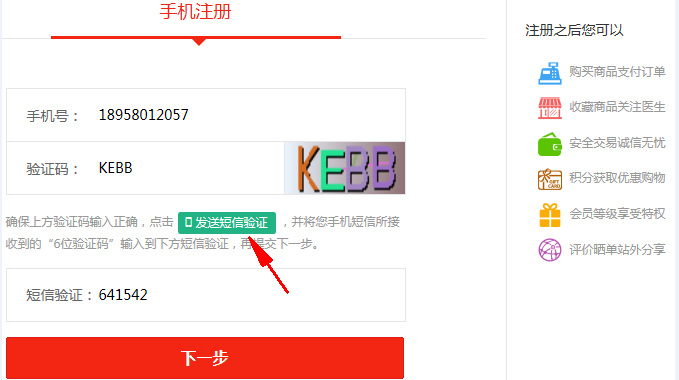 手机注册
手机号：18958012057
验证码：KEBB
KEBB
确保上方验证码输入正确，点击 发送短信验证 ，并将您手机短信所接
收到的“6位验证码”输入到下方短信验证，再提交下一步。
短信验证：641542
下一步
注册之后您可以
购买商品支付订单
收藏商品关注医生
安全交易诚信无忧
GIFT CARD
积分获取优惠购物
会员等级享受特权
评价晒单站外分享